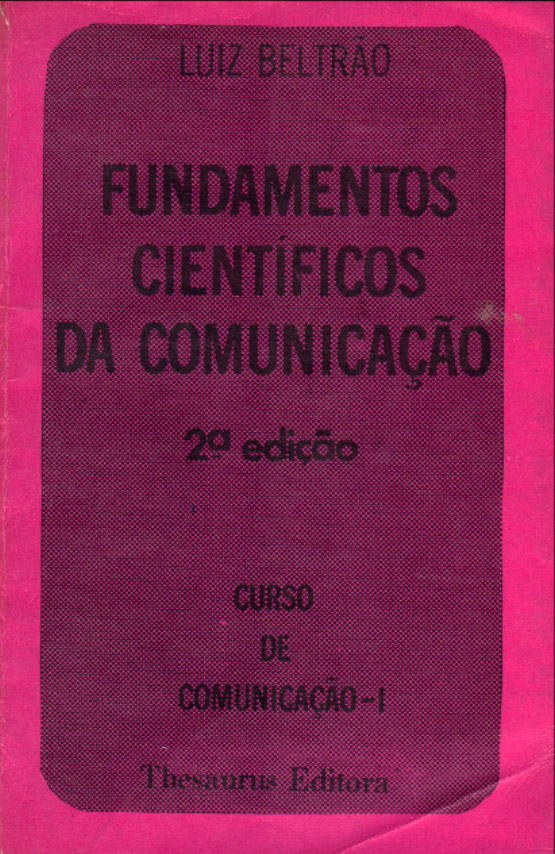 LUIZ BELTRÃO
FUNDAMENTOS
CIENTÍFICOS
DA COMUNICAÇÃO
2ª edição
CURSO
DE
COMUNICAÇÃO-I
Thesaurus Editora